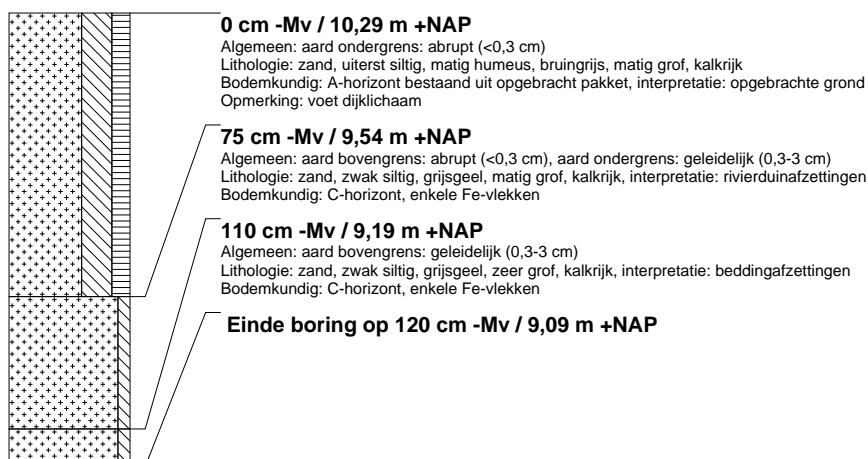 0 cm -Mv / 10,29 m +NAP
Algemeen: aard ondergrens: abrupt (<0,3 cm)
Lithologie: zand, uiterst siltig, matig humeus, bruingrijs, matig grof, kalkrijk
Bodemkundig: A-horizont bestaand uit opgebracht pakket, interpretatie: opgebrachte grond
Opmerking: voet dijklichaam
75 cm -Mv / 9,54 m +NAP
Algemeen: aard bovengrens: abrupt (<0,3 cm), aard ondergrens: geleidelijk (0,3-3 cm)
Lithologie: zand, zwak siltig, grijsgeel, matig grof, kalkrijk, interpretatie: rivierduinafzettingen
Bodemkundig: C-horizont, enkele Fe-vlekken
110 cm -Mv / 9,19 m +NAP
Algemeen: aard bovengrens: geleidelijk (0,3-3 cm)
Lithologie: zand, zwak siltig, grijsgeel, zeer grof, kalkrijk, interpretatie: beddingafzettingen
Bodemkundig: C-horizont, enkele Fe-vlekken
Einde boring op 120 cm -Mv / 9,09 m +NAP